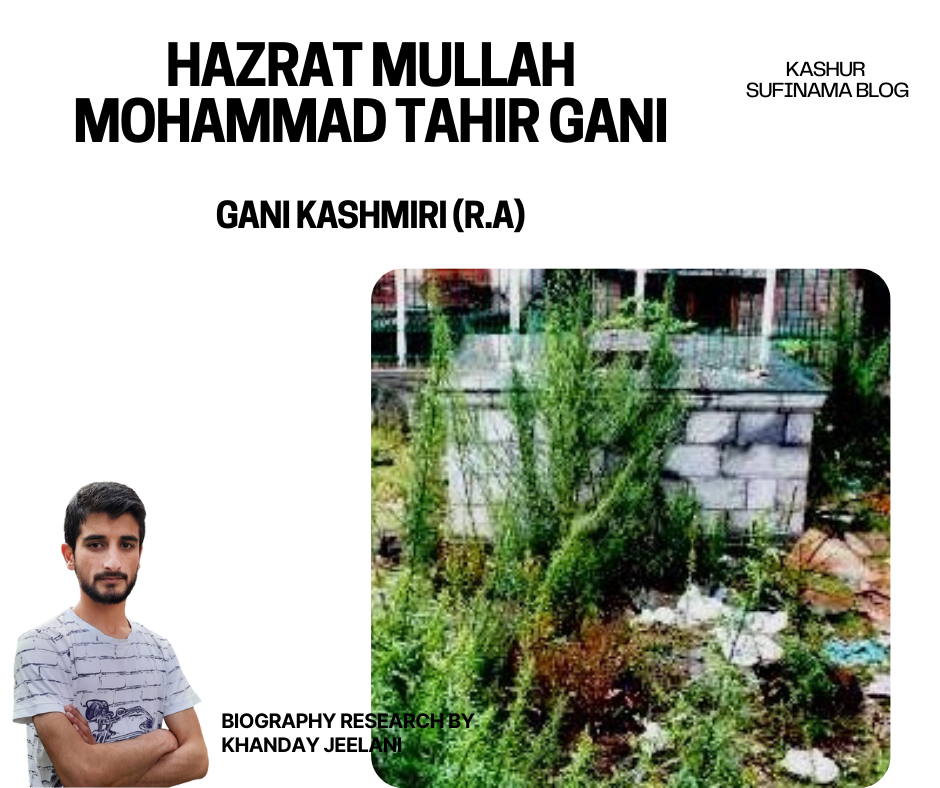 HAZRAT MULLAH
MOHAMMAD TAHIR GANI
KASHUR
SUFINAMA BLOG
GANI KASHMIRI (R.A)
BIOGRAPHY RESEARCH BY
KHANDAY JEELANI